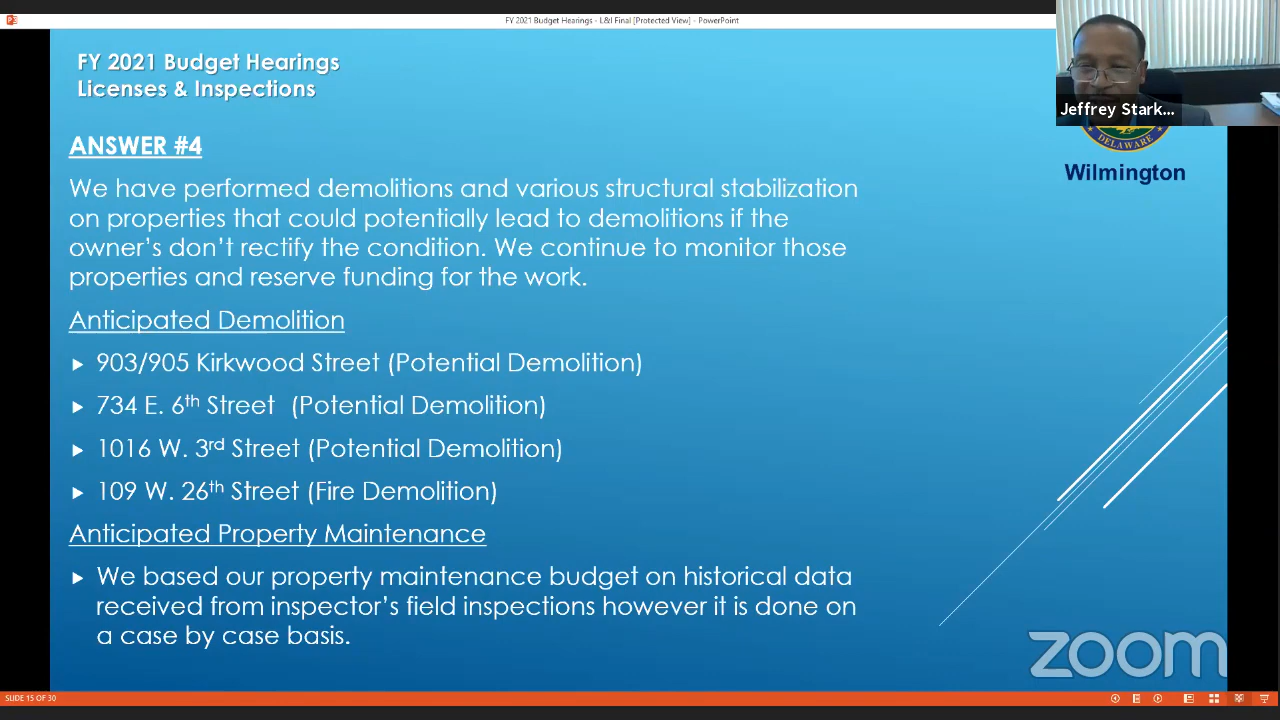 FY 2021 Budget Hearings - L&I Final [Protected View] - PowerPoint
FY 2021 Budget Hearings
Licenses & Inspections
Jeffrey Stark...
DELAWARE
Wilmington
ANSWER #4
We have performed demolitions and various structural stabilization
on properties that could potentially lead to demolitions if the
owner's don't rectify the condition. We continue to monitor those
properties and reserve funding for the work.
Anticipated Demolition
903/905 Kirkwood Street (Potential Demolition)
734 E. 6th Street (Potential Demolition)
1016 W. 3rd Street (Potential Demolition)
109 W. 26th Street (Fire Demolition)
Anticipated Property Maintenance
We based our property maintenance budget on historical data
received from inspector's field inspections however it is done on
a case by case basis.
zoom
SLIDE 15 OF 30